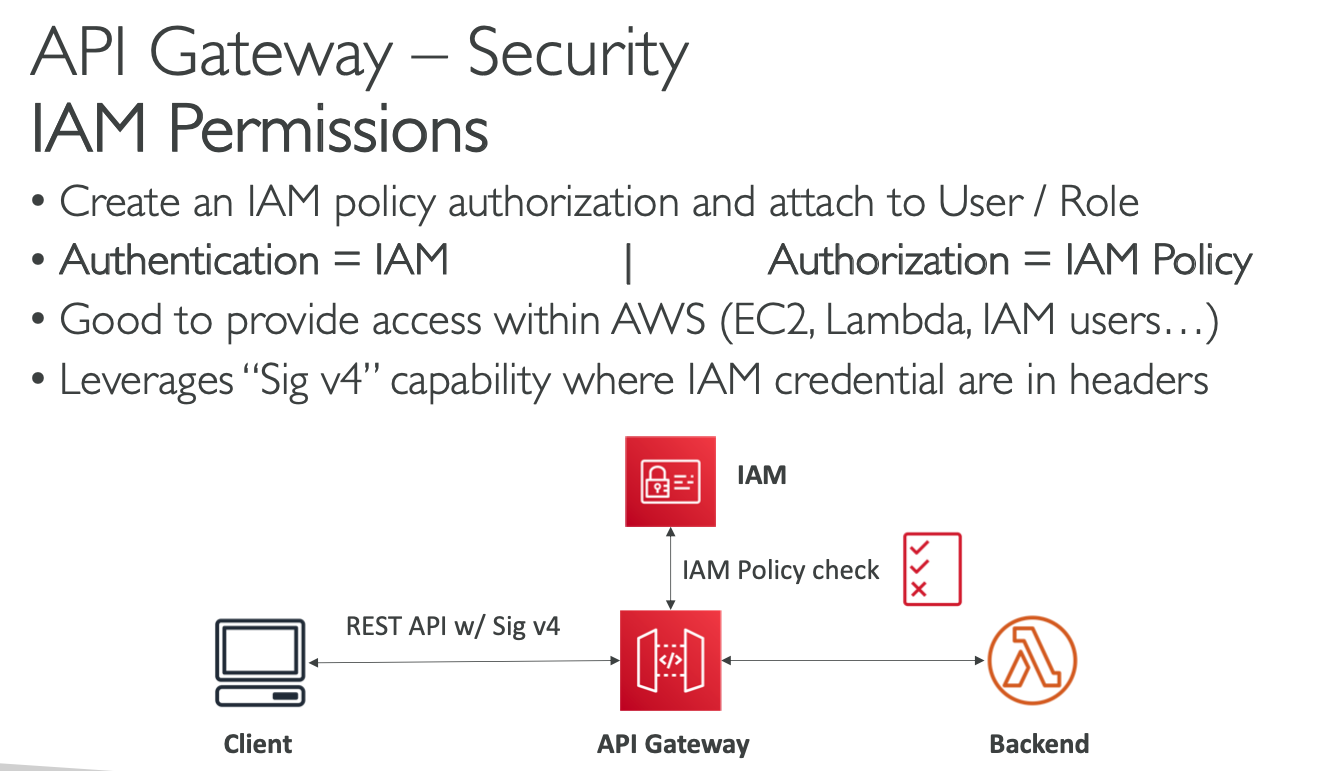 API Gateway – Security
IAM Permissions
• Create an IAM policy authorization and attach to User / Role
• Authentication = IAM | Authorization = IAM Policy
• Good to provide access within AWS (EC2, Lambda, IAM users…)
• Leverages “Sig v4” capability where IAM credential are in headers
IAM
IAM Policy check
REST API w/ Sig v4
</>
Client
API Gateway
Backend